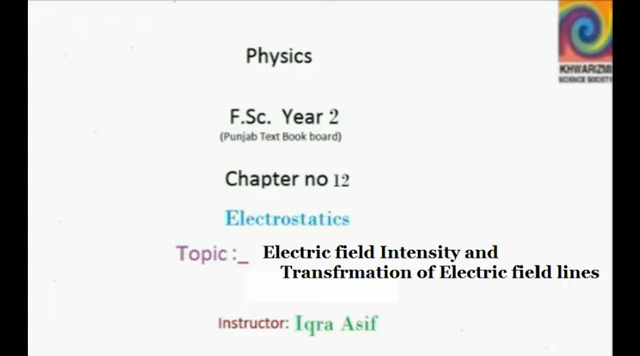 KHWARIZMI
SCIENCE SOCIETY
Physics
F.Sc. Year 2
(Punjab Text Book board)
Chapter no 12
Electrostatics
Topic :_ Electric field Intensity and
Transfrmation of Electric field lines
Instructor: Iqra Asif